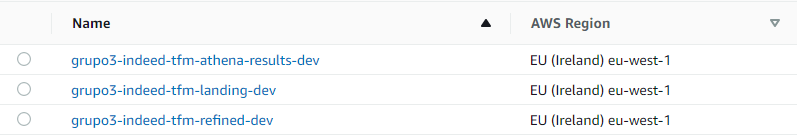 Name AWS Region
grupo3-indeed-tfm-athena-results-dev EU (Ireland) eu-west-1
grupo3-indeed-tfm-landing-dev EU (Ireland) eu-west-1
grupo3-indeed-tfm-refined-dev EU (Ireland) eu-west-1